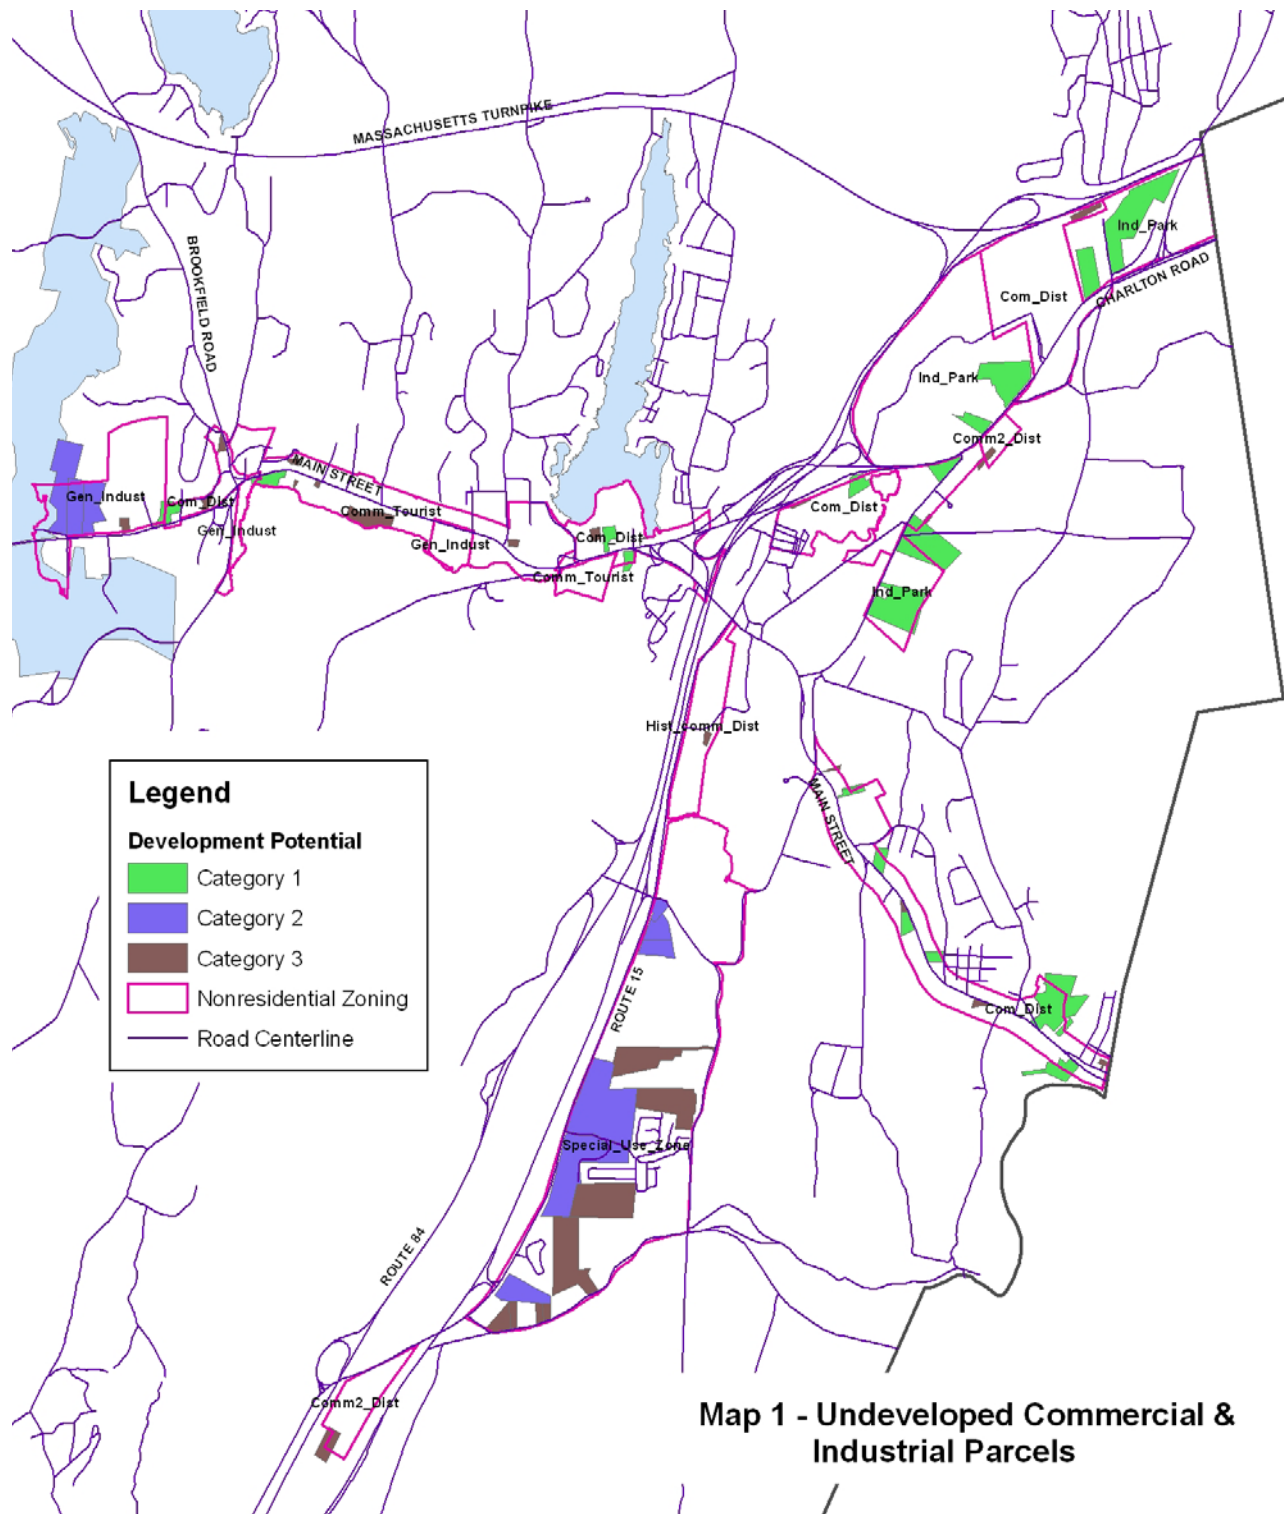 MASSACHUSETTS TURNPIKE
Ind_Park
BROOKFIELD ROAD
CHARLTON ROAD
Com_Dist
Ind_Park
Comm2_Dist
MAIN STREET
Gen_Indust
Com_Dist
Comm_Tourist
Com_Dist
Gen_Indust
Gen_Indust
Com_Dist
Comm_Tourist
Ind_Park
Hist_comm_Dist
MAIN STREET
Legend
Development Potential
Category 1
Category 2
Category 3
Nonresidential Zoning
Road Centerline
ROUTE 15
Com_Dist
Special_Use_Zone
ROUTE 84
Comm2_Dist
Map 1 - Undeveloped Commercial &
Industrial Parcels